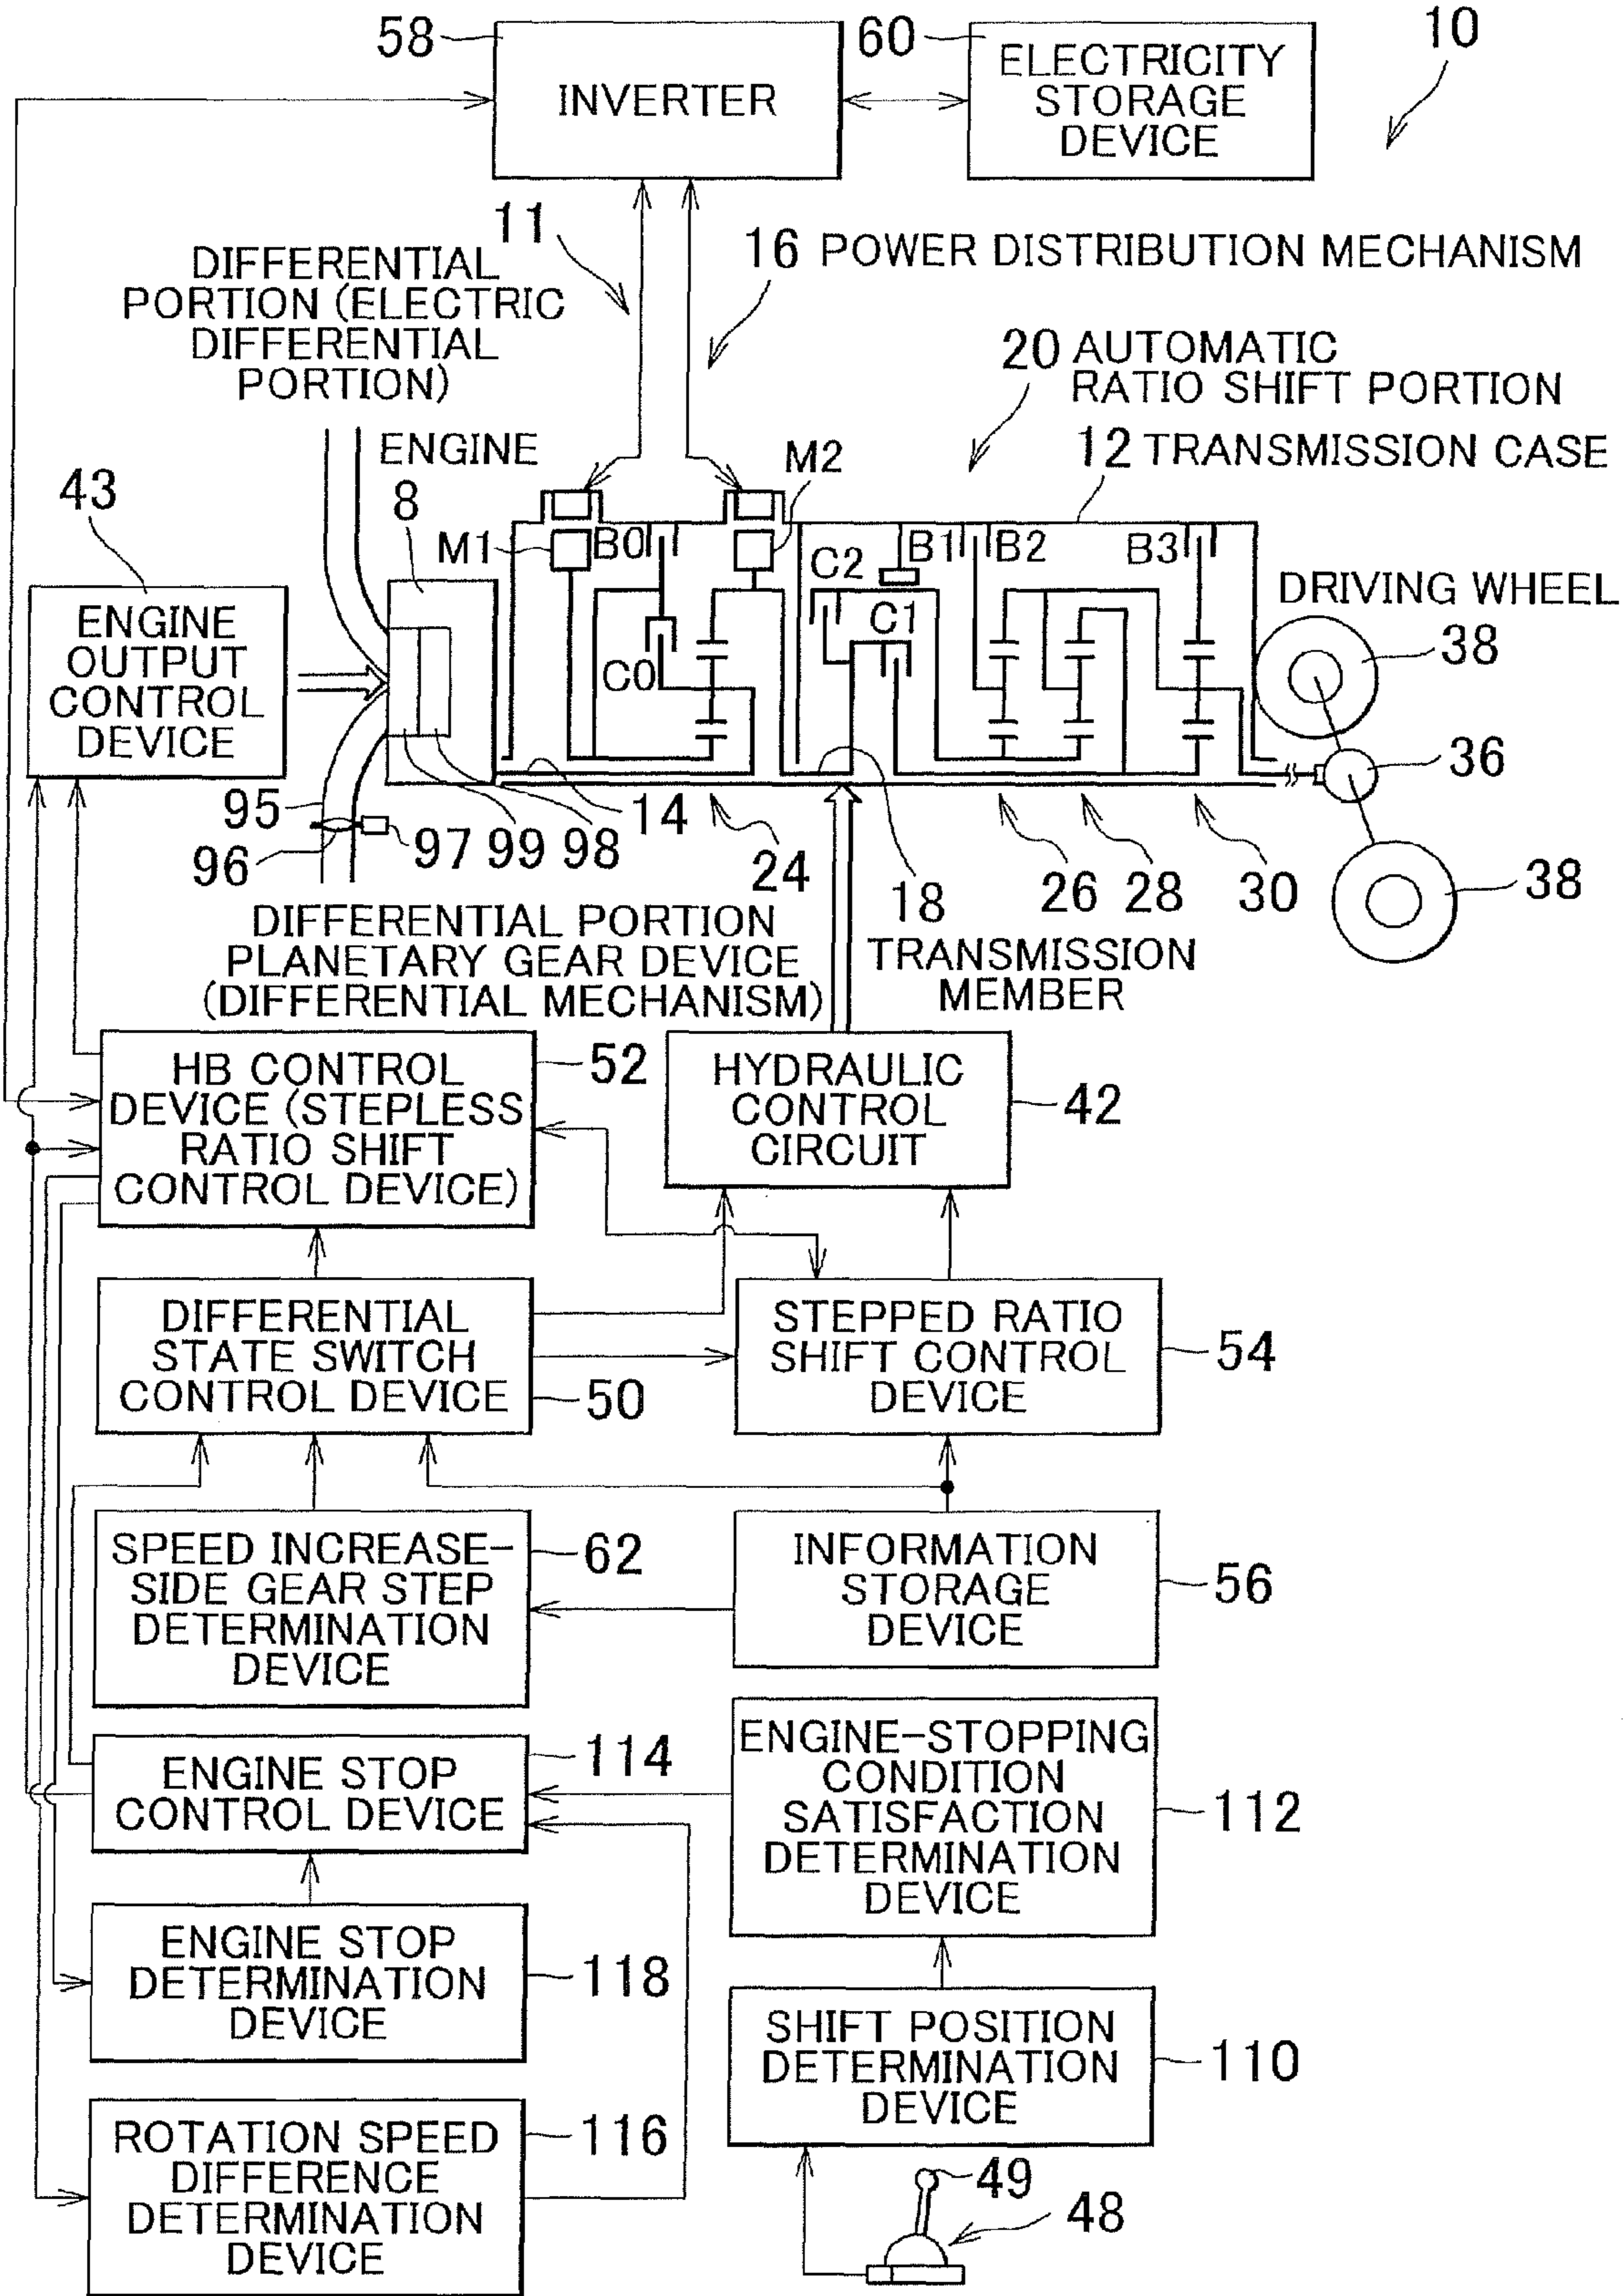 58
INVERTER
60
ELECTRICITY
STORAGE
DEVICE
10
11
DIFFERENTIAL
PORTION (ELECTRIC
DIFFERENTIAL
PORTION)
16 POWER DISTRIBUTION MECHANISM
20 AUTOMATIC
RATIO SHIFT PORTION
ENGINE
M2
12 TRANSMISSION CASE
43
8
M1
B0
C2
B1
B2
B3
C1
C0
DRIVING WHEEL
38
ENGINE
OUTPUT
CONTROL
DEVICE
36
95
96
97
99
98
14
24
18
26
28
30
38
DIFFERENTIAL PORTION
PLANETARY GEAR DEVICE
(DIFFERENTIAL MECHANISM)
TRANSMISSION
MEMBER
HB CONTROL
DEVICE (STEPLESS
RATIO SHIFT
CONTROL DEVICE)
52
HYDRAULIC
CONTROL
CIRCUIT
42
DIFFERENTIAL
STATE SWITCH
CONTROL DEVICE
50
STEPPED RATIO
SHIFT CONTROL
DEVICE
54
SPEED INCREASE-
SIDE GEAR STEP
DETERMINATION
DEVICE
62
INFORMATION
STORAGE
DEVICE
56
ENGINE STOP
CONTROL DEVICE
114
ENGINE-STOPPING
CONDITION
SATISFACTION
DETERMINATION
DEVICE
112
ENGINE STOP
DETERMINATION
DEVICE
118
SHIFT POSITION
DETERMINATION
DEVICE
110
ROTATION SPEED
DIFFERENCE
DETERMINATION
DEVICE
116
49
48